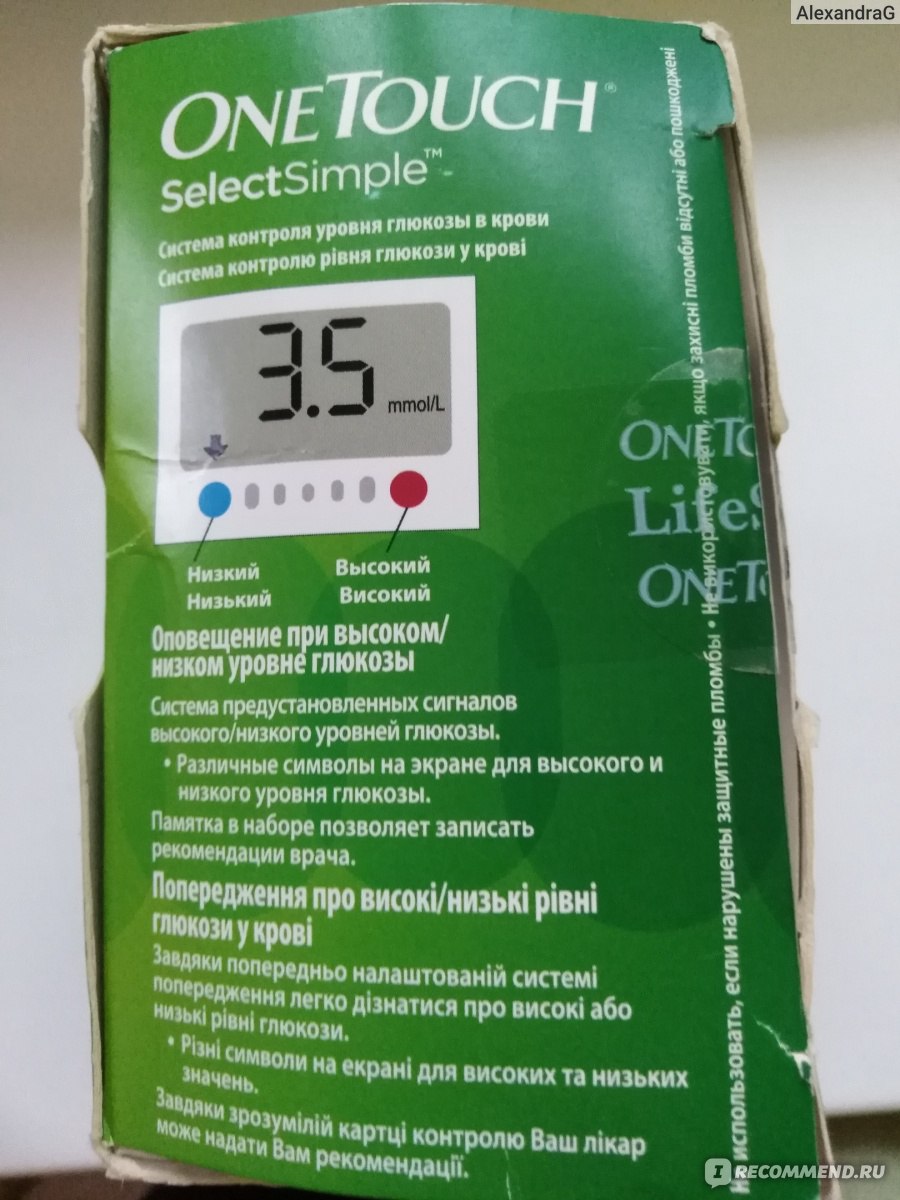 AlexandraG
ONETOUCH®
SelectSimple™
Система контроля уровня глюкозы в крови
Система контролю рівня глюкози у крові
3.5 mmol/L
Низкий
Низький
Высокий
Високий
Оповещение при высоком/
низком уровне глюкозы
Система предустановленных сигналов
высокого/низкого уровней глюкозы.
• Различные символы на экране для высокого и
низкого уровня глюкозы.
Памятка в наборе позволяет записать
рекомендации врача.
Попередження про високі/низькі рівні
глюкози у крові
Завдяки попередньо налаштованій системі
попередження легко дізнатися про високі або
низькі рівні глюкози.
• Різні символи на екрані для високих та низьких
значень.
Завдяки зрозумілій картці контролю Ваш лікар
може надати Вам рекомендації.
Не использовать, если нарушены защитные пломбы • Не використовувати, якщо захисні пломби відсутні або пошкоджені
ONETO
LifeS
ONETO
IRECOMMEND.RU